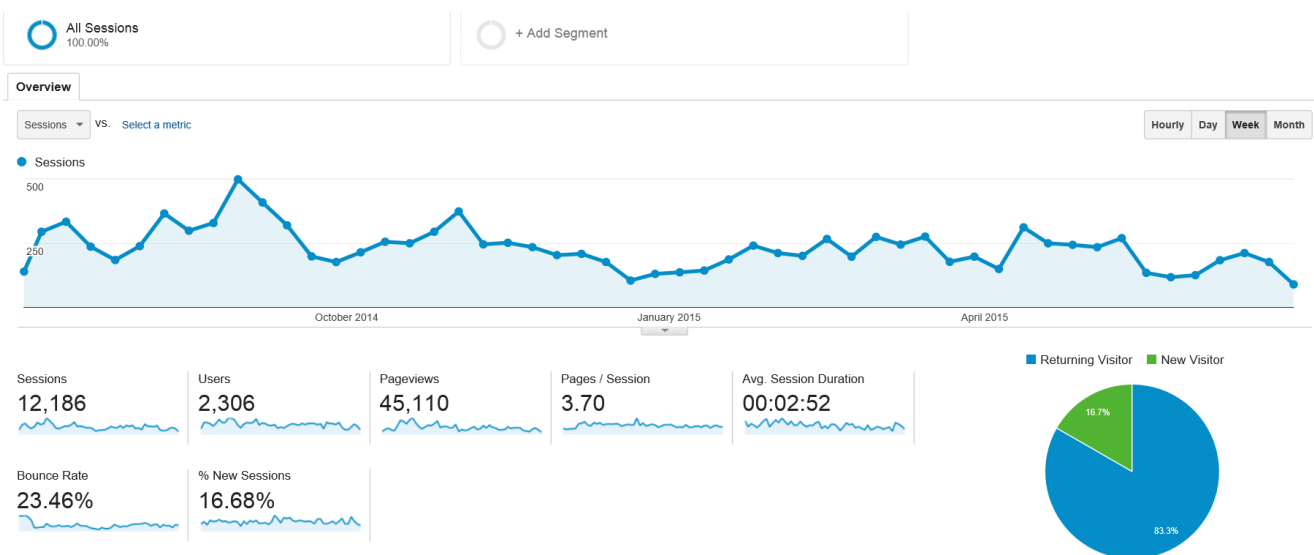 All Sessions
100.00%
+ Add Segment
Overview
Sessions VS. Select a metric
Hourly Day Week Month
Sessions
500
250
October 2014 January 2015 April 2015
Returning Visitor New Visitor
Sessions Users Pageviews Pages / Session Avg. Session Duration
12,186 2,306 45,110 3.70 00:02:52
16.7%
Bounce Rate % New Sessions
23.46% 16.68%
83.3%